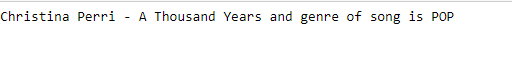 Christina Perri - A Thousand Years and genre of song is POP